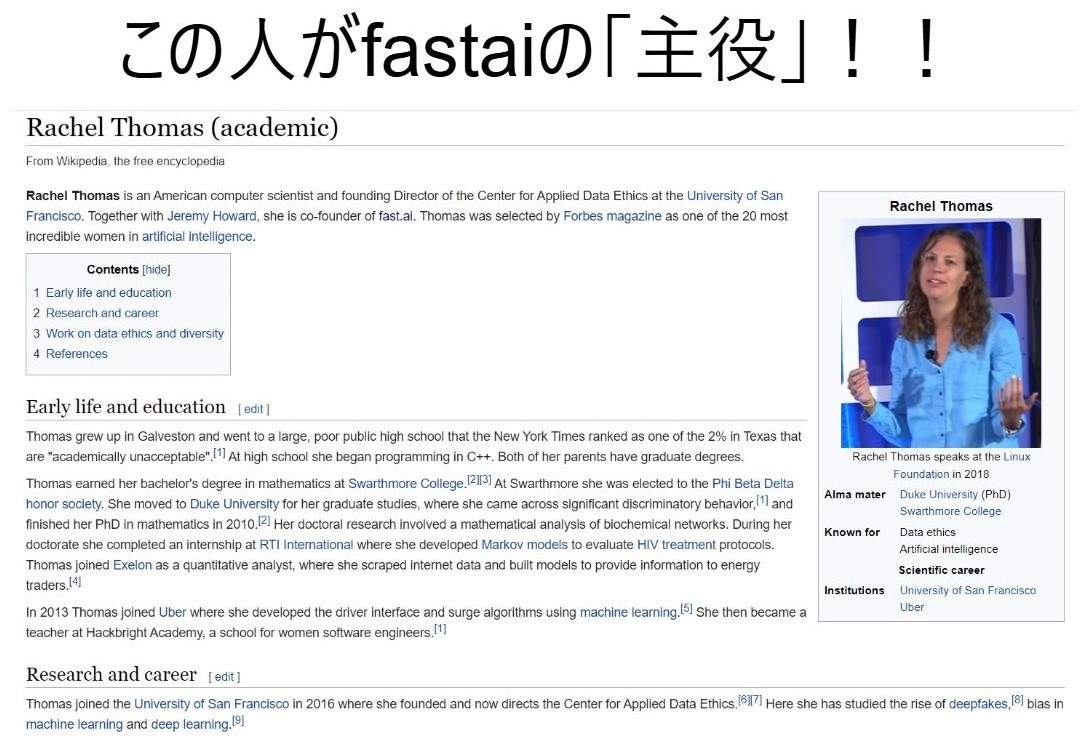 この人がfastaiの「主役」！！
Rachel Thomas (academic)
From Wikipedia, the free encyclopedia
Rachel Thomas is an American computer scientist and founding Director of the Center for Applied Data Ethics at the University of San
Francisco. Together with Jeremy Howard, she is co-founder of fast.ai. Thomas was selected by Forbes magazine as one of the 20 most
incredible women in artificial intelligence.
Contents [hide]
1 Early life and education
2 Research and career
3 Work on data ethics and diversity
4 References
Early life and education [ edit ]
Thomas grew up in Galveston and went to a large, poor public high school that the New York Times ranked as one of the 2% in Texas that
are "academically unacceptable".[1] At high school she began programming in C++. Both of her parents have graduate degrees.
Thomas earned her bachelor's degree in mathematics at Swarthmore College.[2][3] At Swarthmore she was elected to the Phi Beta Delta
honor society. She moved to Duke University for her graduate studies, where she came across significant discriminatory behavior,[1] and
finished her PhD in mathematics in 2010.[2] Her doctoral research involved a mathematical analysis of biochemical networks. During her
doctorate she completed an internship at RTI International where she developed Markov models to evaluate HIV treatment protocols.
Thomas joined Exelon as a quantitative analyst, where she scraped internet data and built models to provide information to energy
traders.[4]
In 2013 Thomas joined Uber where she developed the driver interface and surge algorithms using machine learning.[5] She then became a
teacher at Hackbright Academy, a school for women software engineers.[1]
Rachel Thomas
Rachel Thomas speaks at the Linux
Foundation in 2018
Alma mater Duke University (PhD)
Swarthmore College
Known for Data ethics
Artificial intelligence
Scientific career
Institutions University of San Francisco
Uber
Research and career [ edit ]
Thomas joined the University of San Francisco in 2016 where she founded and now directs the Center for Applied Data Ethics.[6][7] Here she has studied the rise of deepfakes,[8] bias in
machine learning and deep learning.[9]